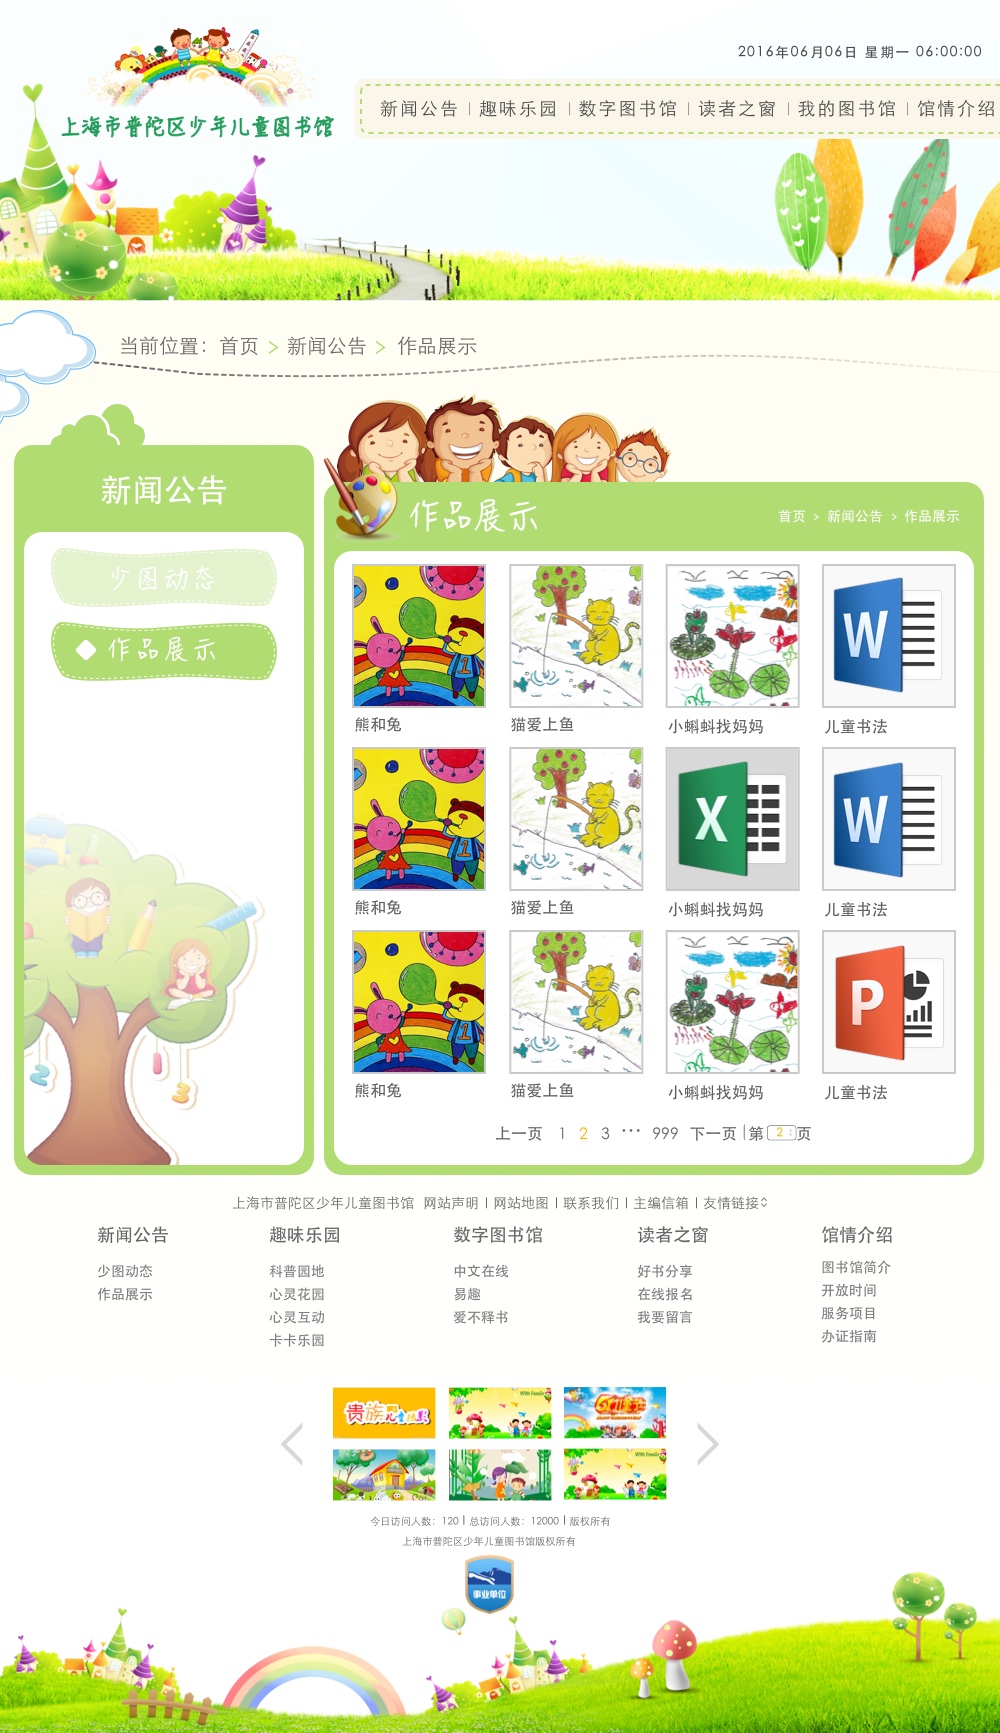 2016年06月06日 星期一 06:00:00
上海市普陀区少年儿童图书馆
新闻公告 | 趣味乐园 | 数字图书馆 | 读者之窗 | 我的图书馆 | 馆情介绍
当前位置：首页 > 新闻公告 > 作品展示
新闻公告
少图动态
作品展示
作品展示
首页 > 新闻公告 > 作品展示
W
熊和兔 猫爱上鱼 小蝌蚪找妈妈 儿童书法
1 X W
熊和兔 猫爱上鱼 小蝌蚪找妈妈 儿童书法
P
熊和兔 猫爱上鱼 小蝌蚪找妈妈 儿童书法
上一页 1 2 3 ··· 999 下一页 | 第 2 页
上海市普陀区少年儿童图书馆 网站声明 | 网站地图 | 联系我们 | 主编信箱 | 友情链接
新闻公告 趣味乐园 数字图书馆 读者之窗 馆情介绍
少图动态 科普园地 中文在线 好书分享 图书馆简介
作品展示 心灵花园 易趣 在线报名 开放时间
心灵互动 爱不释书 我要留言 服务项目
卡卡乐园 办证指南
With Family
With Family
今日访问人数：120 | 总访问人数：12000 | 版权所有
上海市普陀区少年儿童图书馆版权所有
事业单位